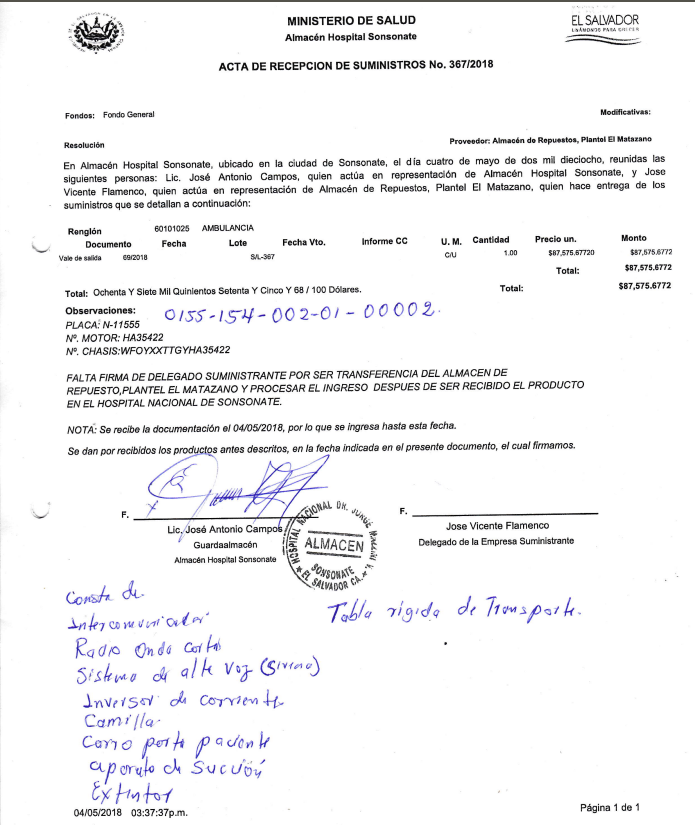 MINISTERIO DE SALUD
Almacén Hospital Sonsonate
EL SALVADOR
UNÁMONOS PARA CRECER
ACTA DE RECEPCION DE SUMINISTROS No. 367/2018
Fondos: Fondo General
Modificativas:
Resolución
Proveedor: Almacén de Repuestos, Plantel El Matazano
En Almacén Hospital Sonsonate, ubicado en la ciudad de Sonsonate, el día cuatro de mayo de dos mil dieciocho, reunidas las
siguientes personas: Lic. José Antonio Campos, quien actúa en representación de Almacén Hospital Sonsonate, y Jose
Vicente Flamenco, quien actúa en representación de Almacén de Repuestos, Plantel El Matazano, quien hace entrega de los
suministros que se detallan a continuación:
Renglón 60101025 AMBULANCIA
Documento Fecha Lote Fecha Vto. Informe CC U. M. Cantidad Precio un. Monto
Vale de salida 69/2018 S/L-367 C/U 1.00 $87,575.67720 $87,575.6772
Total: $87,575.6772
Total: Ochenta Y Siete Mil Quinientos Setenta Y Cinco Y 68 / 100 Dólares. Total: $87,575.6772
Observaciones: 0155-154-002-01-00002.
PLACA: N-11555
Nº. MOTOR: HA35422
Nº. CHASIS:WFOYXXTTGYHA35422
FALTA FIRMA DE DELEGADO SUMINISTRANTE POR SER TRANSFERENCIA DEL ALMACEN DE
REPUESTO,PLANTEL EL MATAZANO Y PROCESAR EL INGRESO DESPUES DE SER RECIBIDO EL PRODUCTO
EN EL HOSPITAL NACIONAL DE SONSONATE.
NOTA: Se recibe la documentación el 04/05/2018, por lo que se ingresa hasta esta fecha.
Se dan por recibidos los productos antes descritos, en la fecha indicada en el presente documento, el cual firmamos.
F.
F.
Lic. José Antonio Campos
Guardaalmacén
Almacén Hospital Sonsonate
Jose Vicente Flamenco
Delegado de la Empresa Suministrante
HOSPITAL NACIONAL DR. JORGE
ALMACEN
SONSONATE
EL SALVADOR CA.
Consta de
Intercomunicador
Tabla rigida de Transporte.
Radio Onda Corta
Sistema de alta voz (Sirena)
Inversor de corriente
Camilla
Carro porta paciente
aparato de Succión
Extintor
04/05/2018 03:37:37p.m.
Página 1 de 1